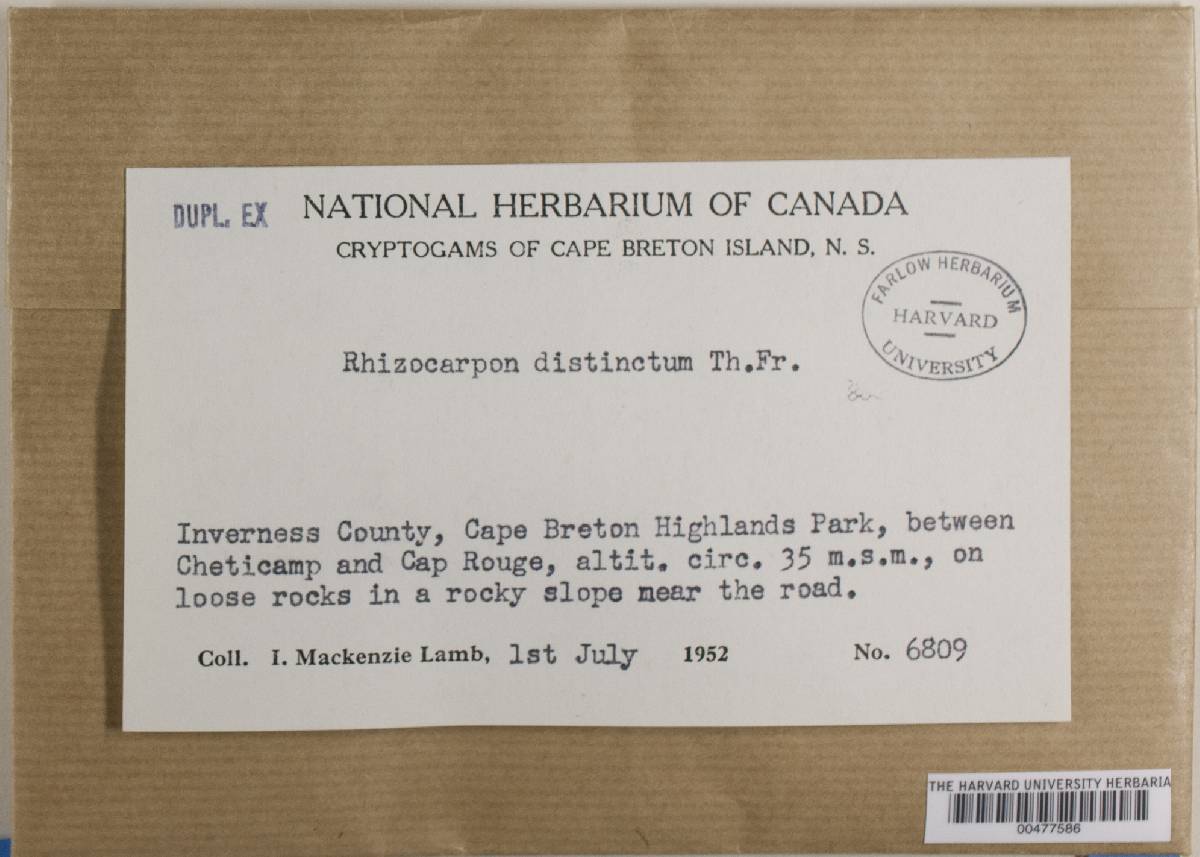 DUPL. EX
NATIONAL HERBARIUM OF CANADA
CRYPTOGAMS OF CAPE BRETON ISLAND, N. S.
FARLOW HERBARIUM
HARVARD
UNIVERSITY
Rhizocarpon distinctum Th.Fr.
Inverness County, Cape Breton Highlands Park, between
Cheticamp and Cap Rouge, altit. circ. 35 m.s.m., on
loose rocks in a rocky slope near the road.
Coll. I. Mackenzie Lamb, 1st July 1952 No. 6809
THE HARVARD UNIVERSITY HERBARIA
00477586